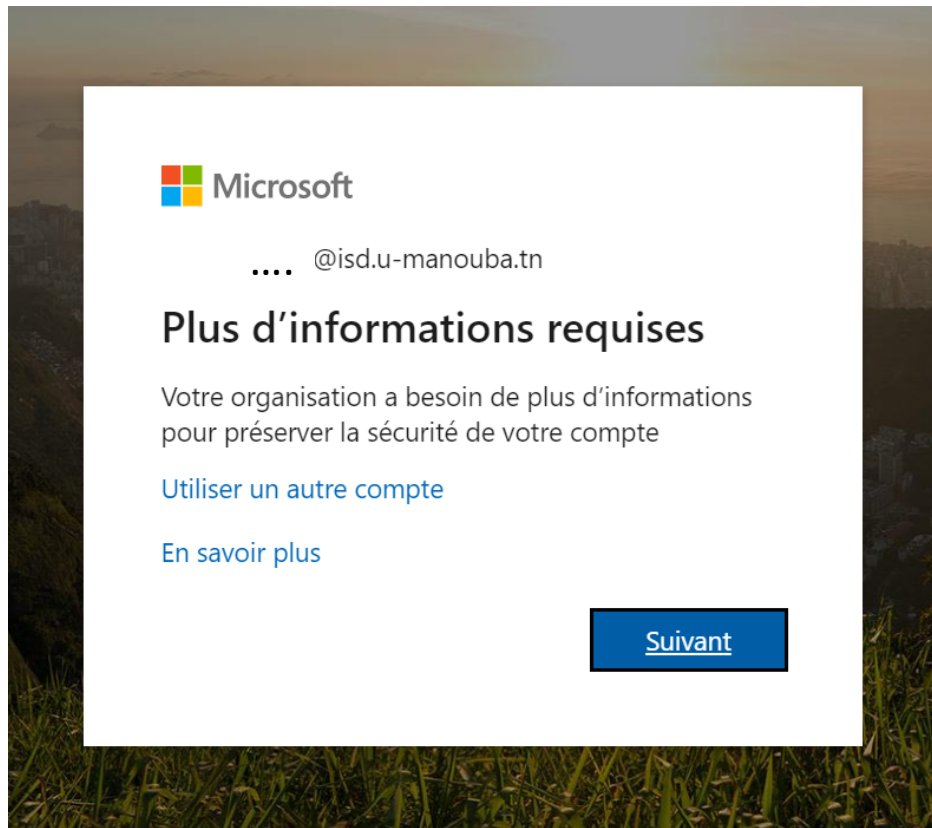 Microsoft
.... @isd.u-manouba.tn
Plus d’informations requises
Votre organisation a besoin de plus d’informations
pour préserver la sécurité de votre compte
Utiliser un autre compte
En savoir plus
Suivant